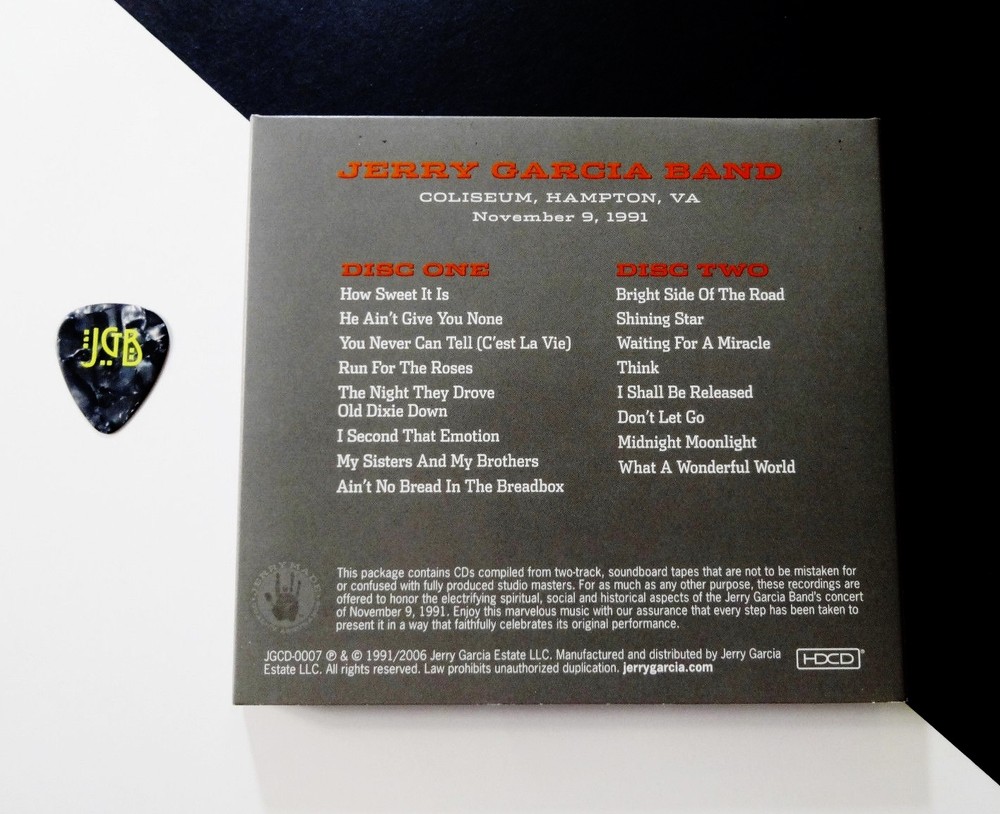 JGB
JERRY GARCIA BAND
COLISEUM, HAMPTON, VA
November 9, 1991
DISC ONE
How Sweet It Is
He Ain't Give You None
You Never Can Tell (C'est La Vie)
Run For The Roses
The Night They Drove
Old Dixie Down
I Second That Emotion
My Sisters And My Brothers
Ain't No Bread In The Breadbox
DISC TWO
Bright Side Of The Road
Shining Star
Waiting For A Miracle
Think
I Shall Be Released
Don't Let Go
Midnight Moonlight
What A Wonderful World
JERRY MADE
This package contains CDs compiled from two-track, soundboard tapes that are not to be mistaken for
or confused with fully produced studio masters. For as much as any other purpose, these recordings are
offered to honor the electrifying spiritual, social and historical aspects of the Jerry Garcia Band's concert
of November 9, 1991. Enjoy this marvelous music with our assurance that every step has been taken to
present it in a way that faithfully celebrates its original performance.
JGCD-0007 ℗ & © 1991/2006 Jerry Garcia Estate LLC. Manufactured and distributed by Jerry Garcia
Estate LLC. All rights reserved. Law prohibits unauthorized duplication. jerrygarcia.com
HDCD®